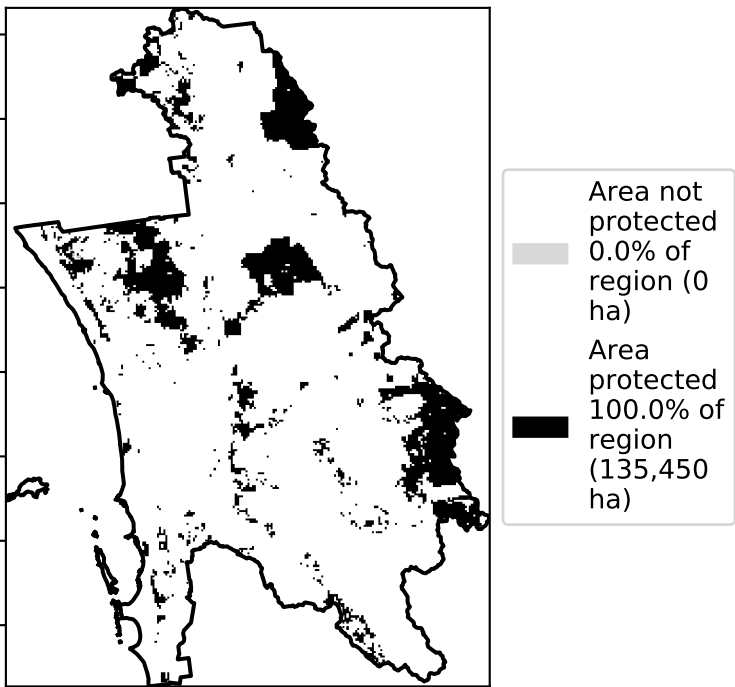 Area not
protected
0.0% of
region (0
ha)
Area
protected
100.0% of
region
(135,450
ha)